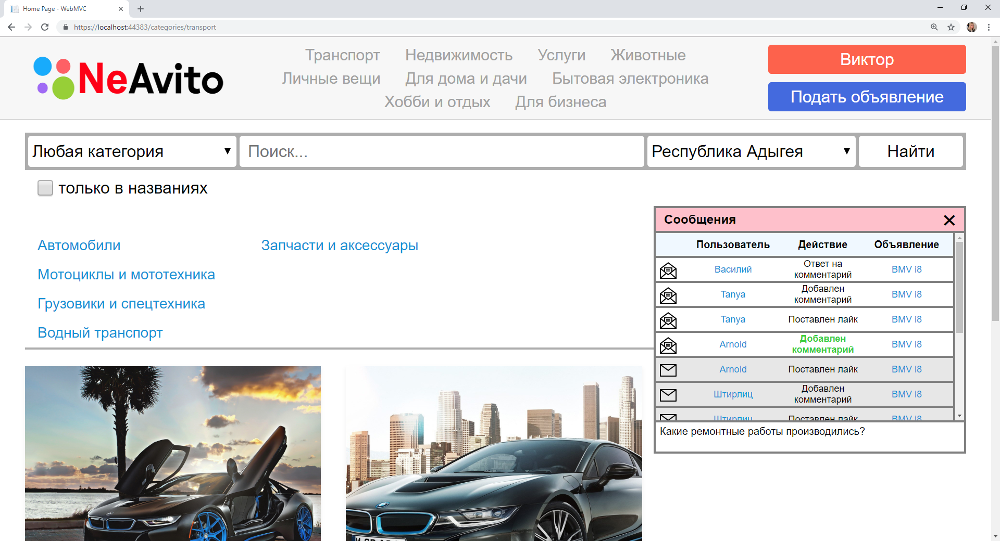 Home Page - WebMVC
https://localhost:44383/categories/transport
NeAvito
Транспорт Недвижимость Услуги Животные
Личные вещи Для дома и дачи Бытовая электроника
Хобби и отдых Для бизнеса
Виктор
Подать объявление
Любая категория
Поиск...
Республика Адыгея
Найти
только в названиях
Автомобили
Запчасти и аксессуары
Мотоциклы и мототехника
Грузовики и спецтехника
Водный транспорт
Сообщения
Пользователь Действие Объявление
Василий Ответ на комментарий BMV i8
Tanya Добавлен комментарий BMV i8
Tanya Поставлен лайк BMV i8
Arnold Добавлен комментарий BMV i8
Arnold Поставлен лайк BMV i8
Штирлиц Добавлен комментарий BMV i8
Штирлиц Поставлен лайк BMV i8
Какие ремонтные работы производились?